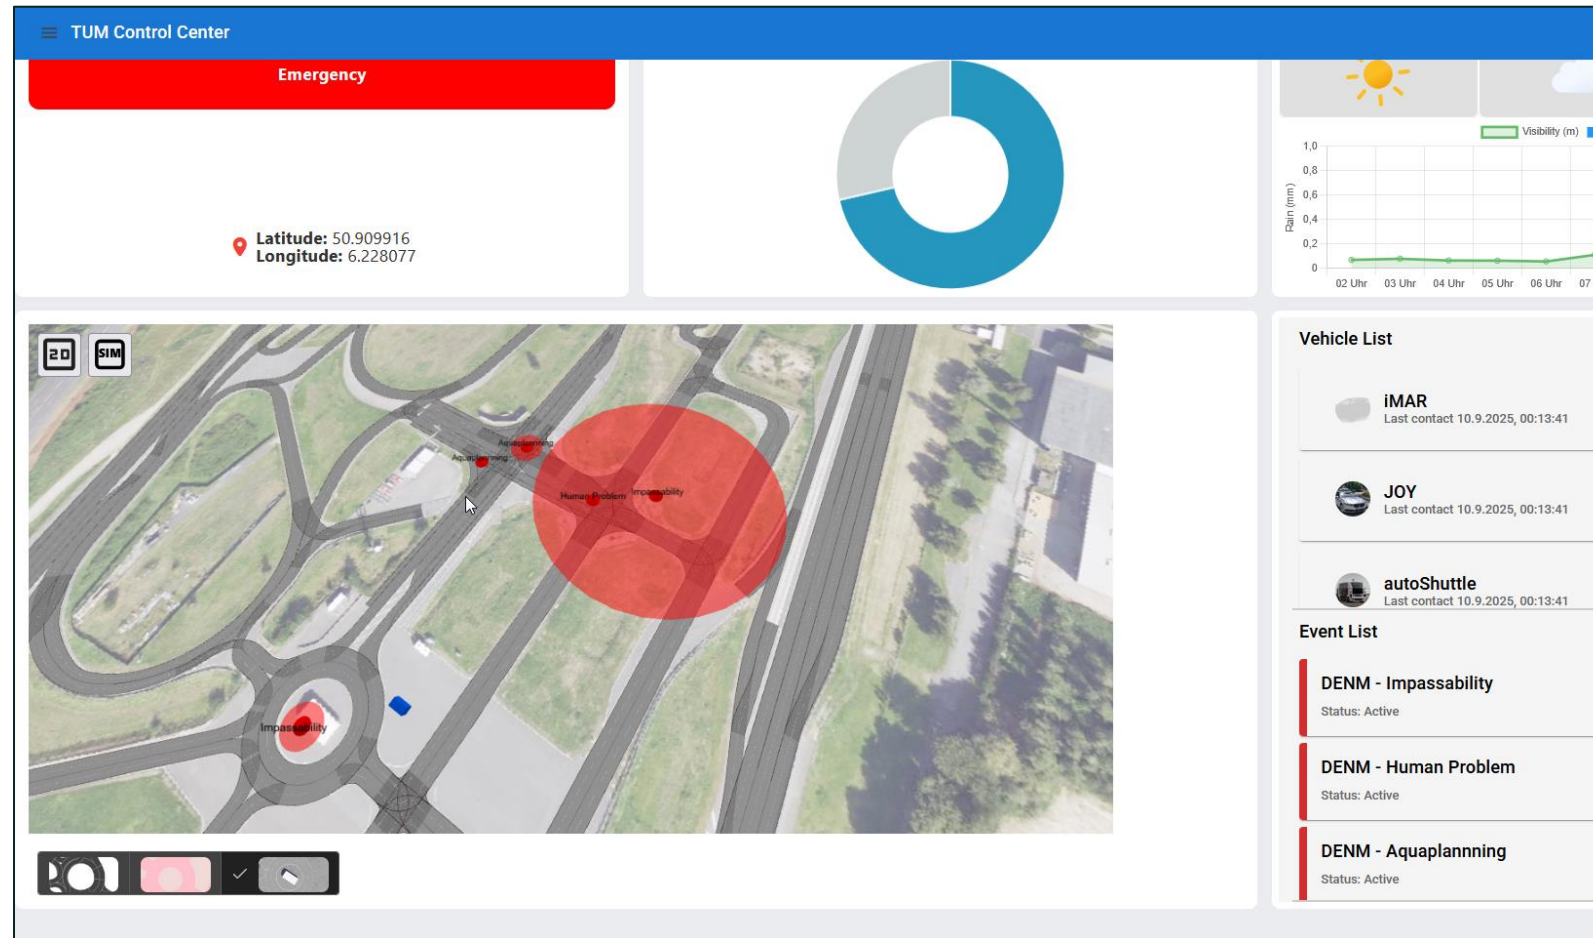 TUM Control Center
Emergency
Latitude: 50.909916
Longitude: 6.228077
Visibility (m)
1,0
0,8
0,6
0,4
0,2
0
Rain (mm)
02 Uhr 03 Uhr 04 Uhr 05 Uhr 06 Uhr 07
2D SIM
Aquaplannning
Aquaplannning
Human Problem
Impassability
Impassability
Vehicle List
iMAR
Last contact 10.9.2025, 00:13:41
JOY
Last contact 10.9.2025, 00:13:41
autoShuttle
Last contact 10.9.2025, 00:13:41
Event List
DENM - Impassability
Status: Active
DENM - Human Problem
Status: Active
DENM - Aquaplannning
Status: Active